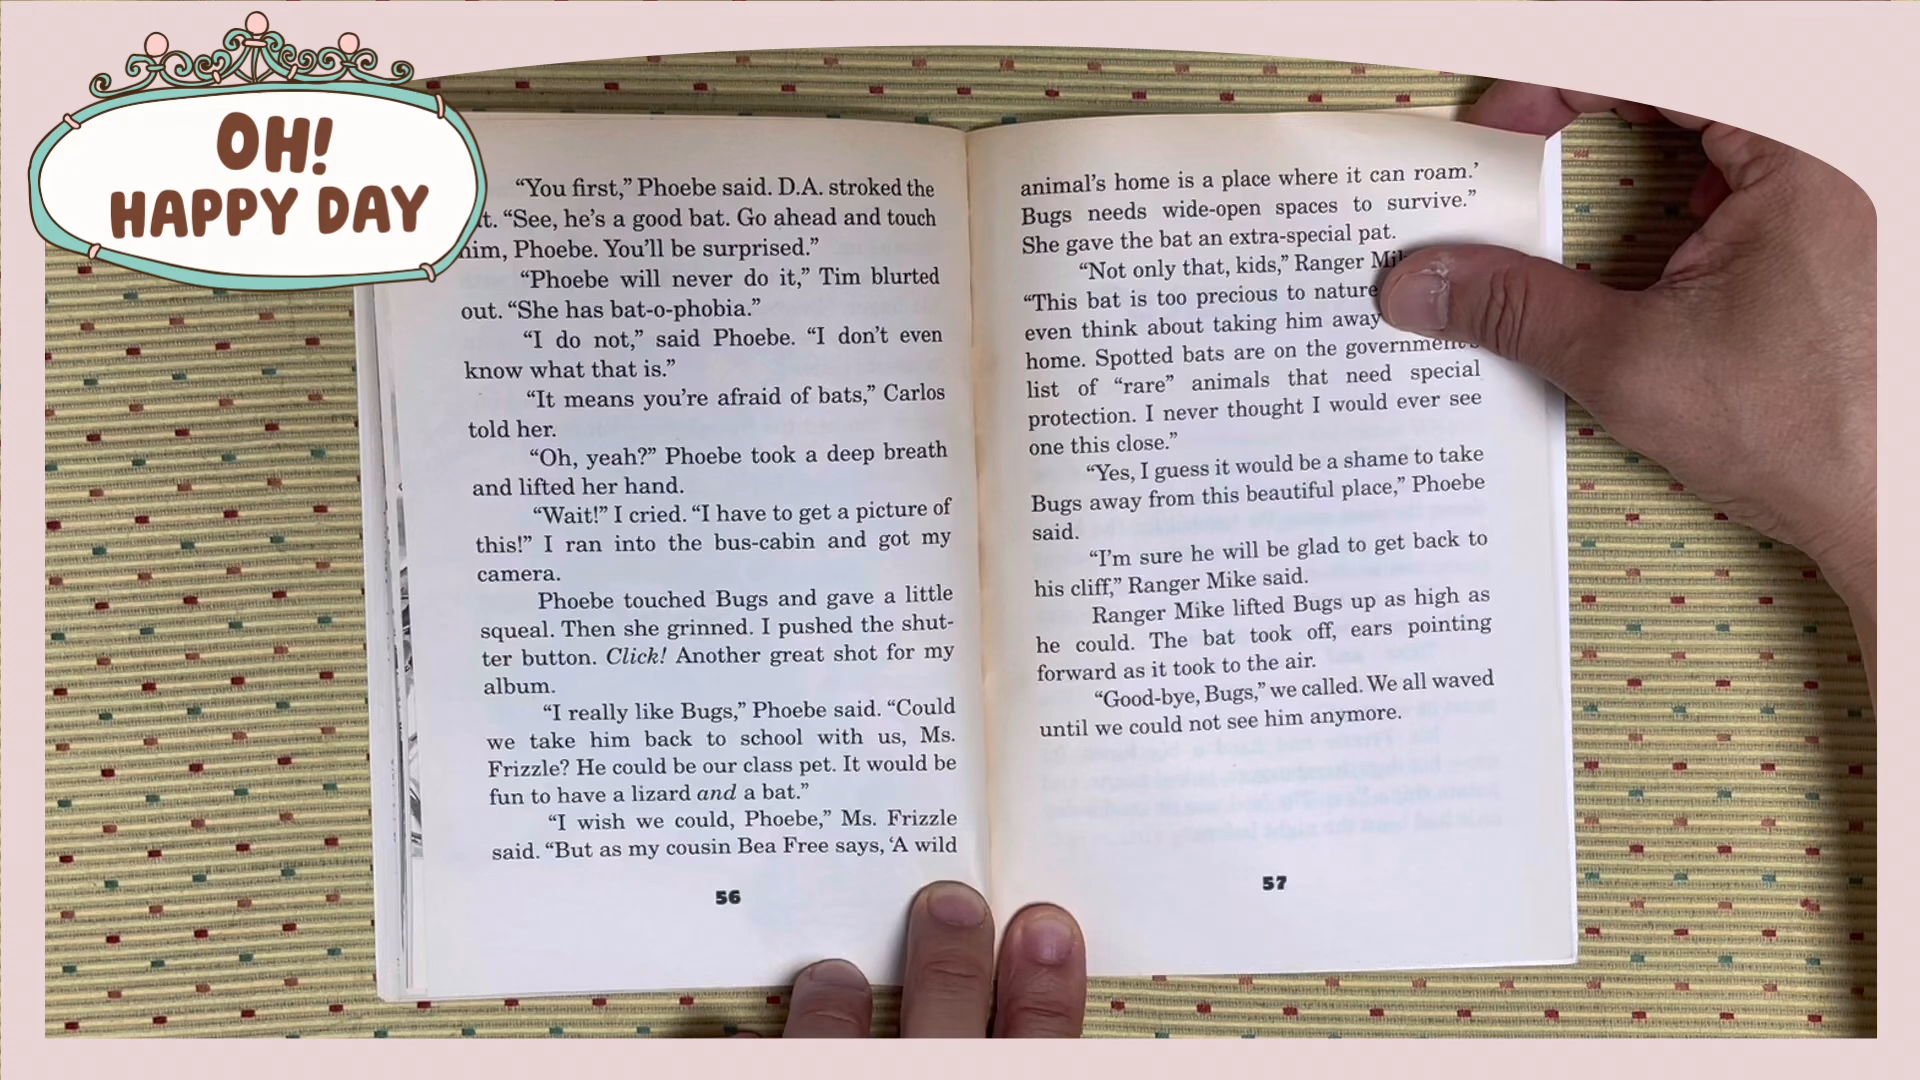 OH!
HAPPY DAY
“You first,” Phoebe said. D.A. stroked the
“See, he’s a good bat. Go ahead and touch
him, Phoebe. You’ll be surprised.”
“Phoebe will never do it,” Tim blurted
out. “She has bat-o-phobia.”
“I do not,” said Phoebe. “I don’t even
know what that is.”
“It means you’re afraid of bats,” Carlos
told her.
“Oh, yeah?” Phoebe took a deep breath
and lifted her hand.
“Wait!” I cried. “I have to get a picture of
this!” I ran into the bus-cabin and got my
camera.
Phoebe touched Bugs and gave a little
squeal. Then she grinned. I pushed the shut-
ter button. Click! Another great shot for my
album.
“I really like Bugs,” Phoebe said. “Could
we take him back to school with us, Ms.
Frizzle? He could be our class pet. It would be
fun to have a lizard and a bat.”
“I wish we could, Phoebe,” Ms. Frizzle
said. “But as my cousin Bea Free says, ‘A wild
56
animal’s home is a place where it can roam.’
Bugs needs wide-open spaces to survive.”
She gave the bat an extra-special pat.
“Not only that, kids,” Ranger
“This bat is too precious to nature
even think about taking him away
home. Spotted bats are on the government’s
list of “rare” animals that need special
protection. I never thought I would ever see
one this close.”
“Yes, I guess it would be a shame to take
Bugs away from this beautiful place,” Phoebe
said.
“I’m sure he will be glad to get back to
his cliff,” Ranger Mike said.
Ranger Mike lifted Bugs up as high as
he could. The bat took off, ears pointing
forward as it took to the air.
“Good-bye, Bugs,” we called. We all waved
until we could not see him anymore.
57